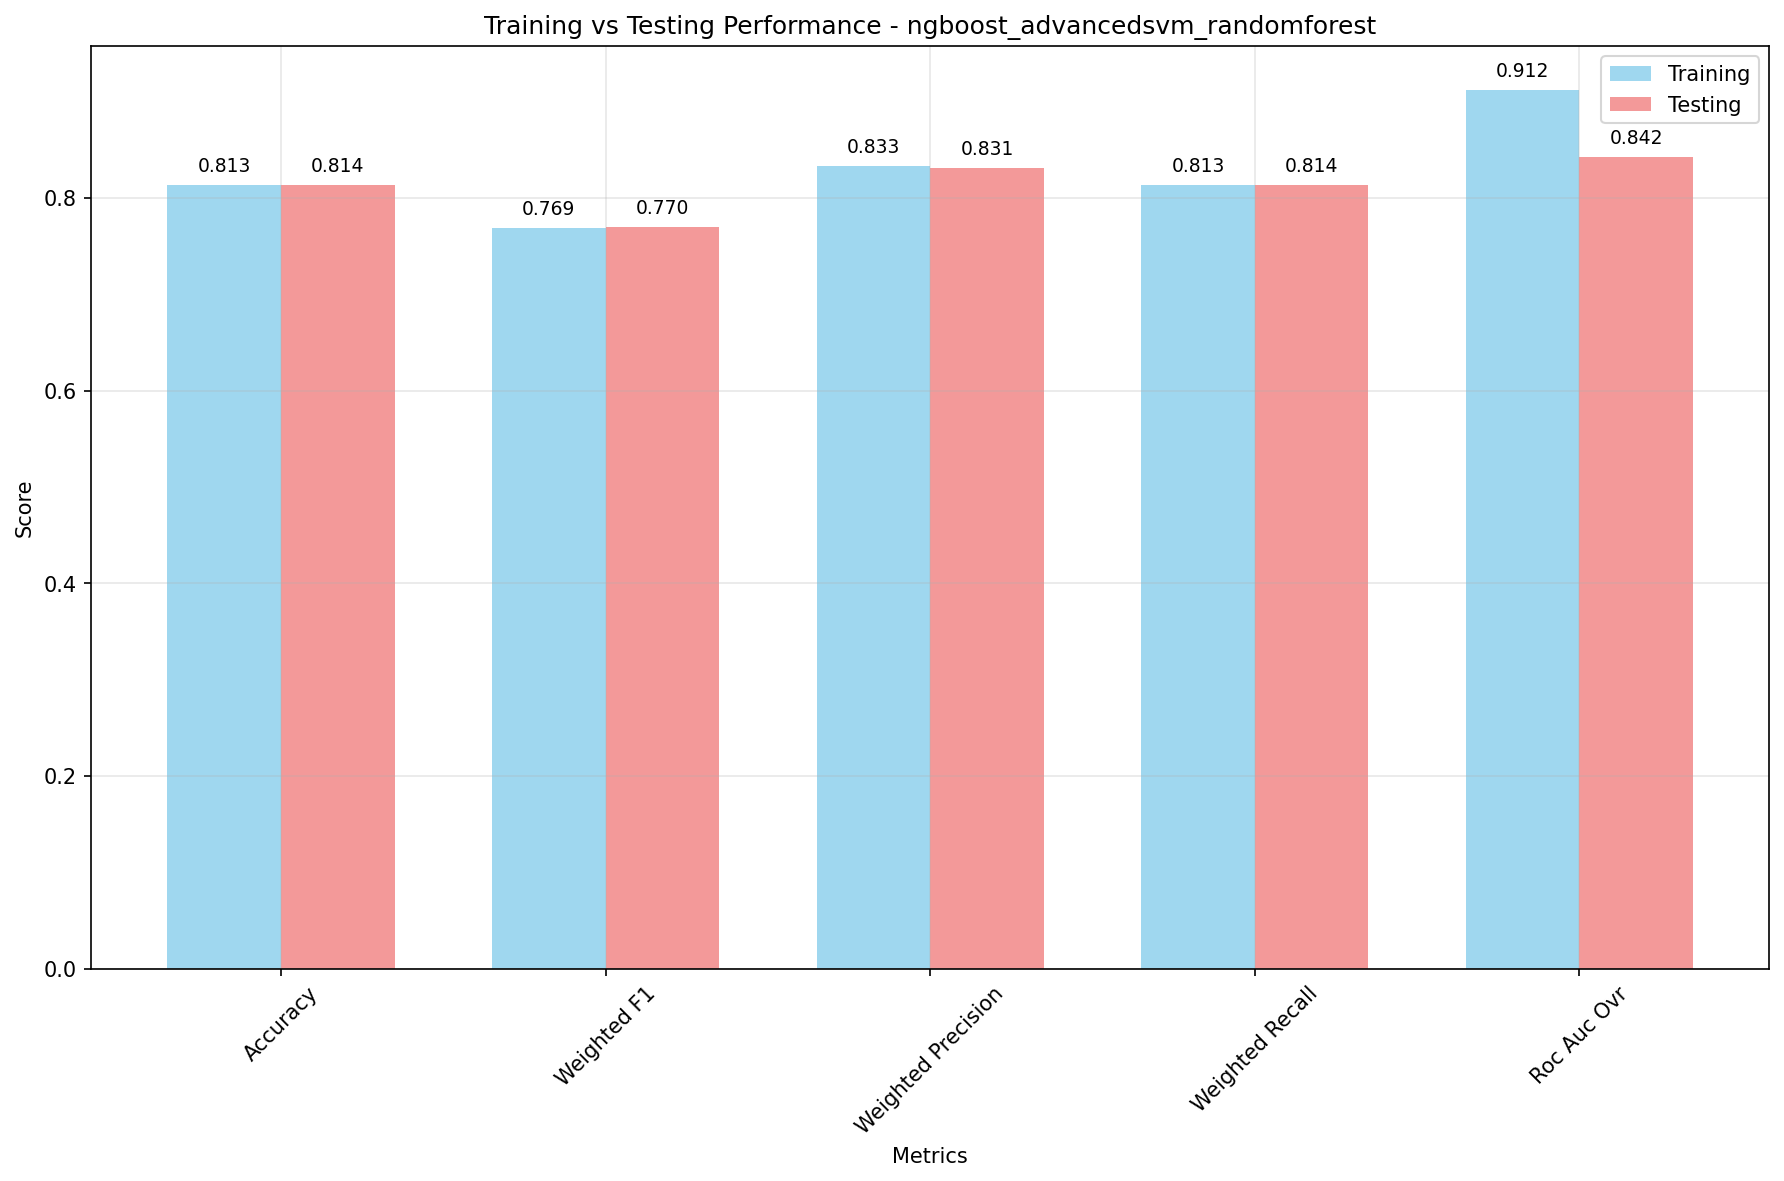 Training vs Testing Performance - ngboost_advancedsvm_randomforest
Training
Testing
0.813
0.814
0.769
0.770
0.833
0.831
0.813
0.814
0.912
0.842
Score
0.8
0.6
0.4
0.2
0.0
Accuracy
Weighted F1
Weighted Precision
Weighted Recall
Roc Auc Ovr
Metrics